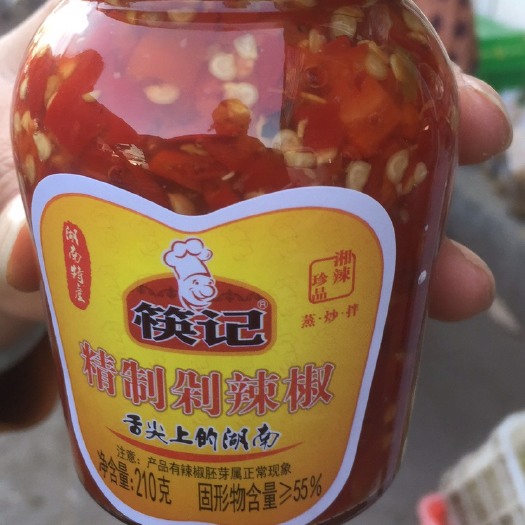 湖南特产
湘辣
珍品
蒸·炒·拌
筷记®
精制剁辣椒
舌尖上的湖南
注意：产品有辣椒胚芽属正常现象
净含量：210克 固形物含量≥55%